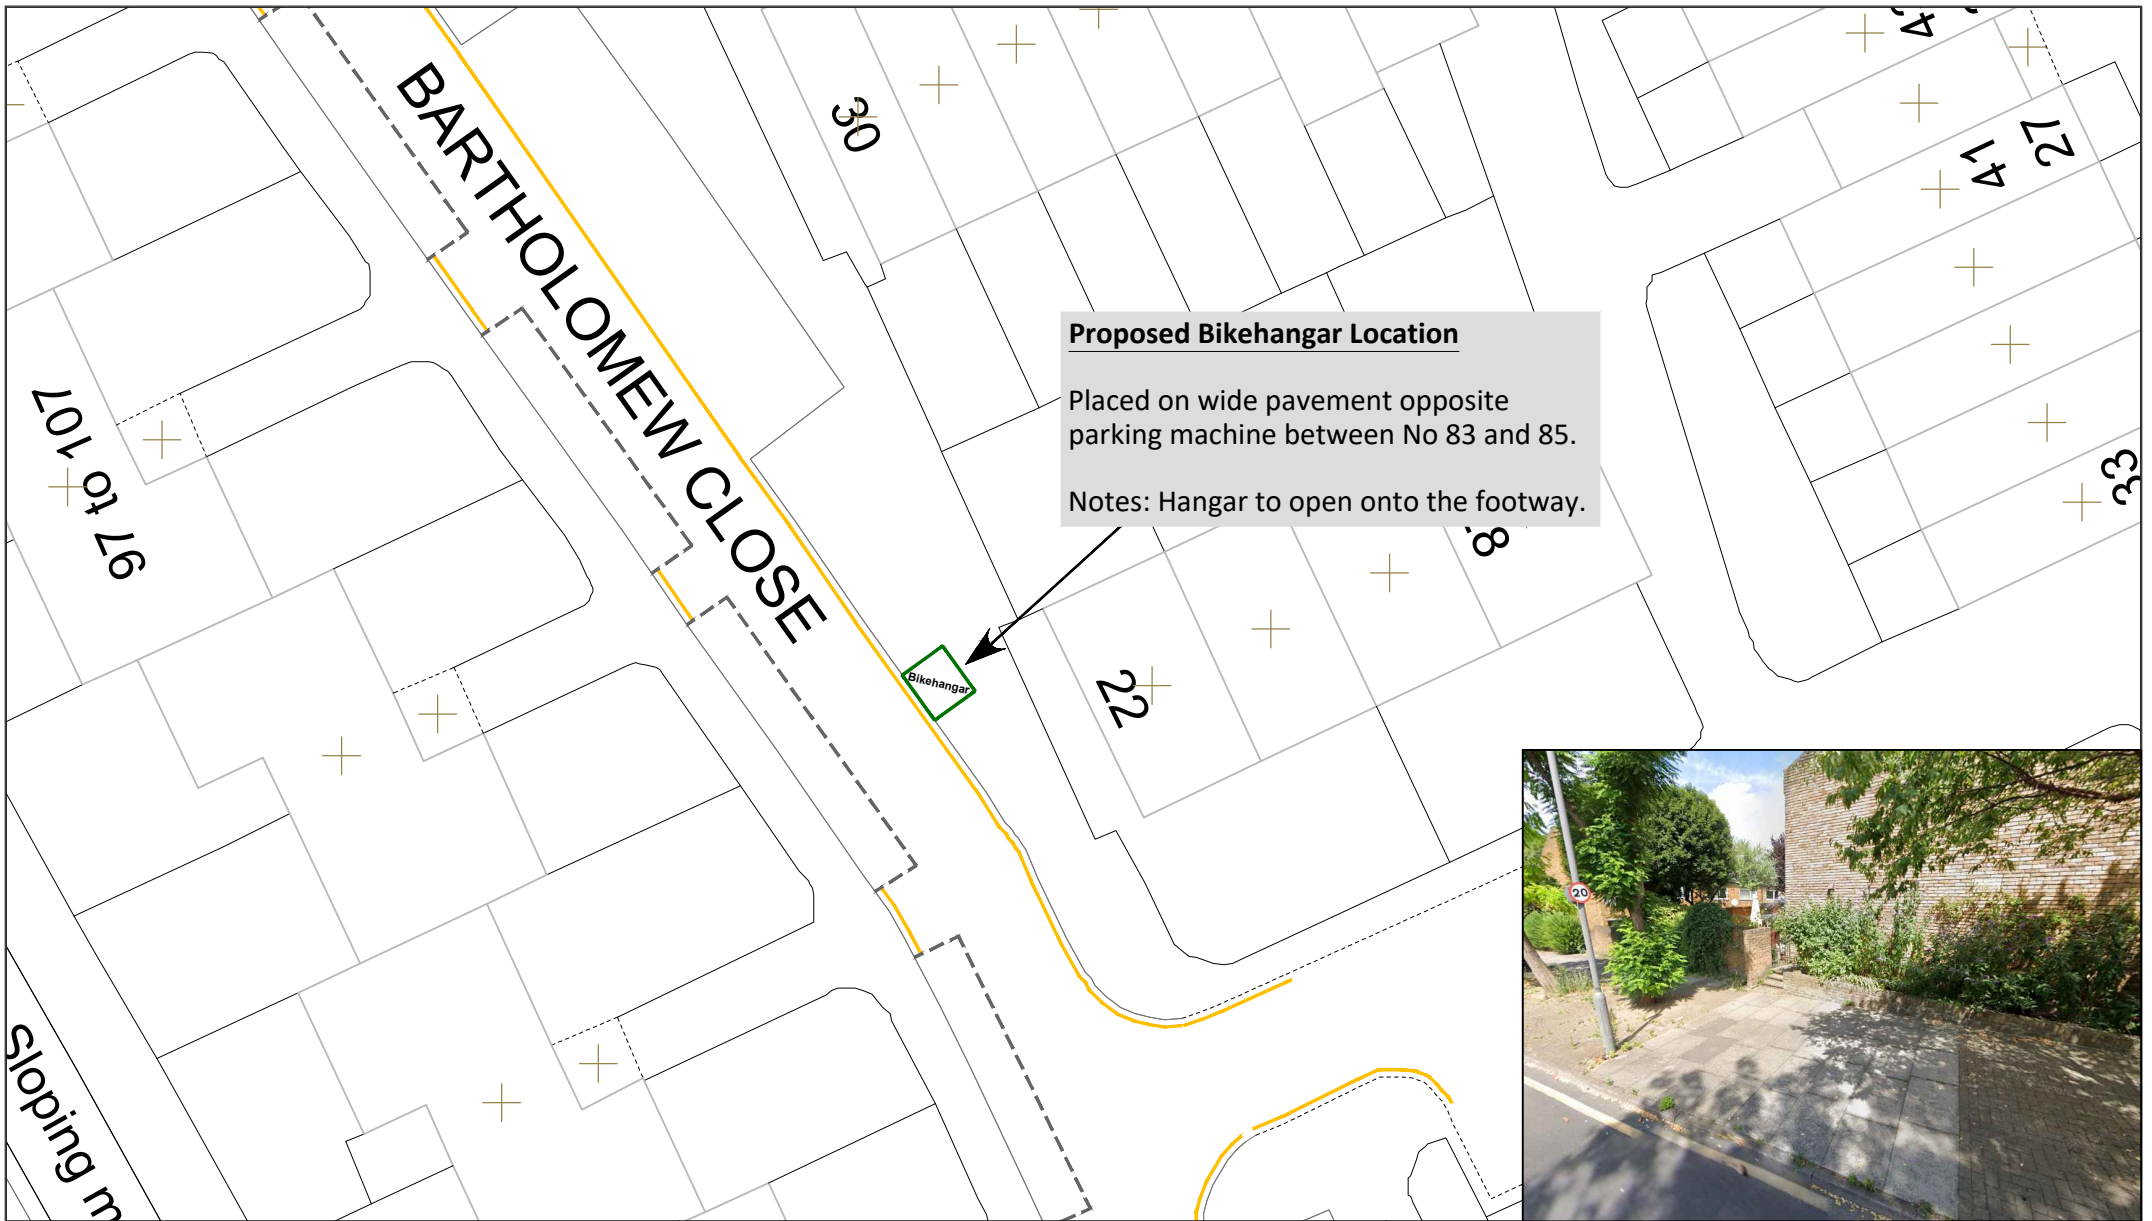 BARTHOLOMEW CLOSE
30
41
27
33
97 to 107
Proposed Bikehangar Location
Placed on wide pavement opposite
parking machine between No 83 and 85.
Notes: Hangar to open onto the footway.
Bikehangar
22
20
Sloping m